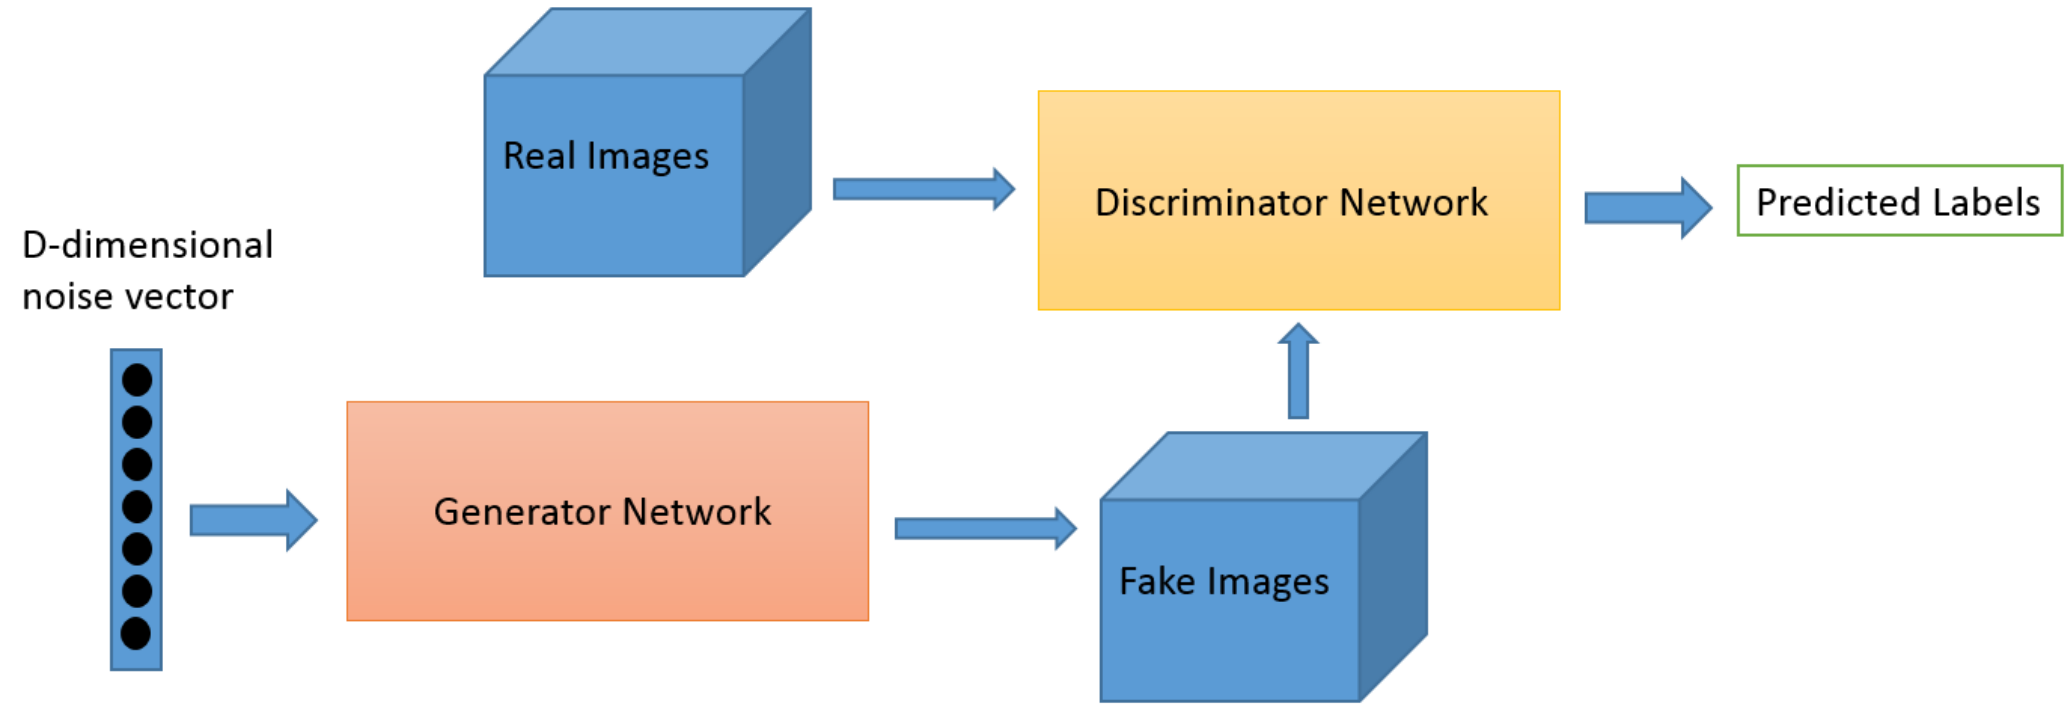 Real Images
Discriminator Network
Predicted Labels
D-dimensional
noise vector
Generator Network
Fake Images